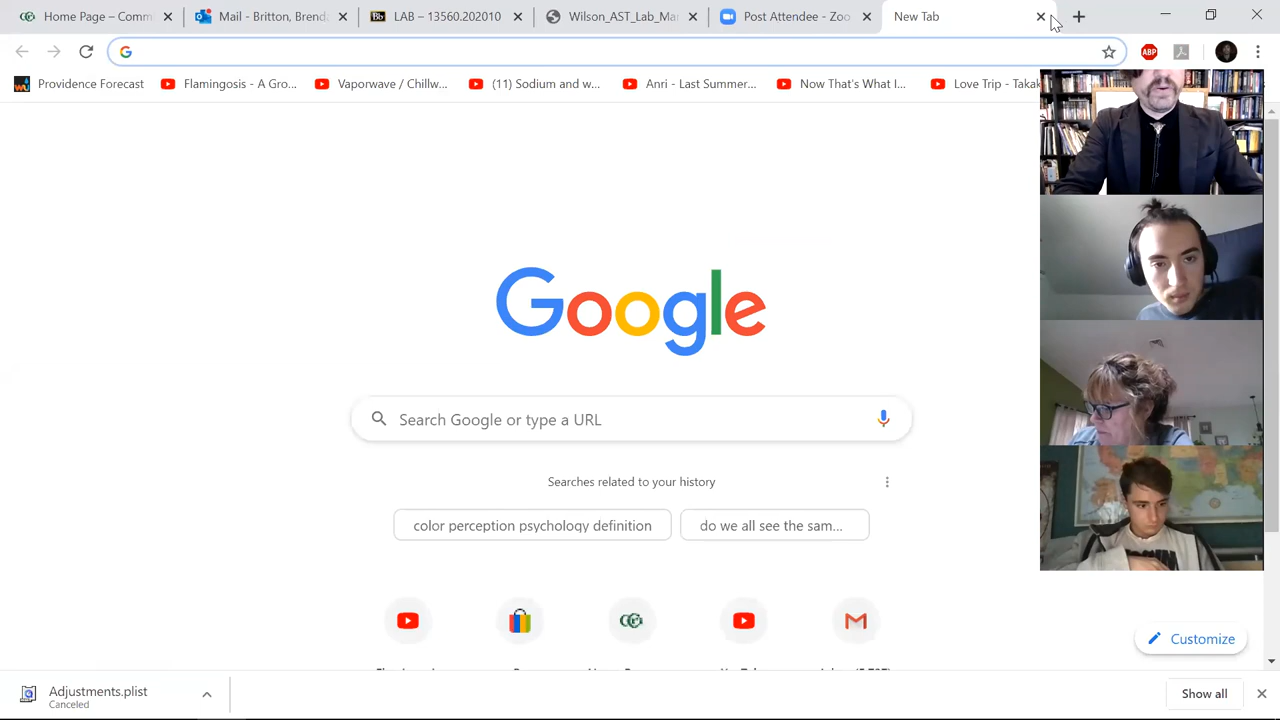 Home Page – Comm
Mail - Britton, Brend
LAB – 13560.202010
Wilson_AST_Lab_Ma
Post Attendee - Zoo
New Tab
ABP
Providence Forecast
Flamingosis - A Gro...
Vaporwave / Chillw...
(11) Sodium and w...
Anri - Last Summer...
Now That's What I...
Love Trip - Takak
Google
Search Google or type a URL
Searches related to your history
color perception psychology definition
do we all see the sam...
Customize
Adjustments.plist
Canceled
Show all